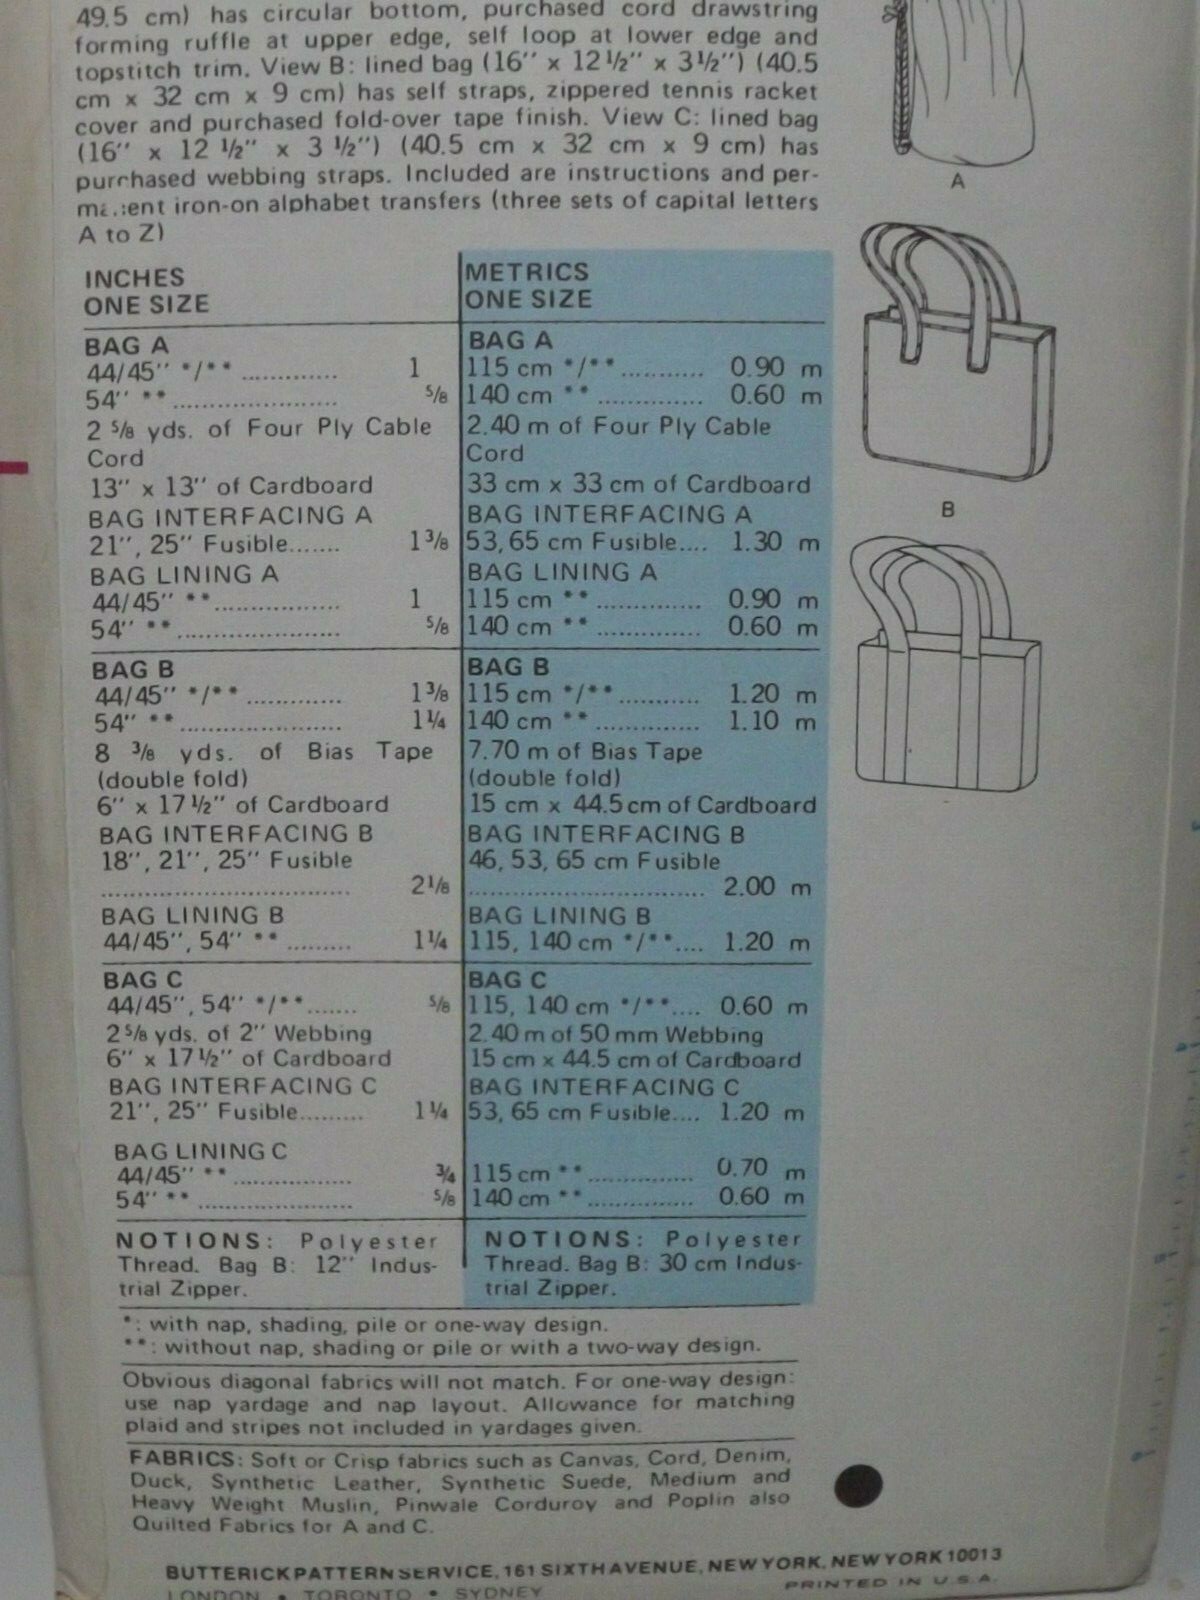 49.5 cm) has circular bottom, purchased cord drawstring
forming ruffle at upper edge, self loop at lower edge and
topstitch trim. View B: lined bag (16" x 12½" x 3½") (40.5
cm x 32 cm x 9 cm) has self straps, zippered tennis racket
cover and purchased fold-over tape finish. View C: lined bag
(16" x 12 ½" x 3 ½") (40.5 cm x 32 cm x 9 cm) has
purchased webbing straps. Included are instructions and per-
manent iron-on alphabet transfers (three sets of capital letters
A to Z)
A
B
INCHES
ONE SIZE
BAG A
44/45" */** ............. 1
54" ** ...................... ⅝
2 ⅝ yds. of Four Ply Cable
Cord
13" x 13" of Cardboard
BAG INTERFACING A
21", 25" Fusible....... 1⅜
BAG LINING A
44/45" ** ................. 1
54" ** ...................... ⅝
BAG B
44/45" */** ............. 1⅜
54" ** ...................... 1¼
8 ⅜ yds. of Bias Tape
(double fold)
6" x 17½" of Cardboard
BAG INTERFACING B
18", 21", 25" Fusible
.................................. 2⅛
BAG LINING B
44/45", 54" ** ......... 1¼
BAG C
44/45", 54" */** ....... ⅝
2⅝ yds. of 2" Webbing
6" x 17½" of Cardboard
BAG INTERFACING C
21", 25" Fusible......... 1¼
BAG LINING C
44/45" ** ................ ¾
54" ** ..................... ⅝
NOTIONS: Polyester
Thread. Bag B: 12" Indus-
trial Zipper.
METRICS
ONE SIZE
BAG A
115 cm */** ........... 0.90 m
140 cm ** .............. 0.60 m
2.40 m of Four Ply Cable
Cord
33 cm x 33 cm of Cardboard
BAG INTERFACING A
53, 65 cm Fusible.... 1.30 m
BAG LINING A
115 cm ** .............. 0.90 m
140 cm ** .............. 0.60 m
BAG B
115 cm */** ........... 1.20 m
140 cm ** .............. 1.10 m
7.70 m of Bias Tape
(double fold)
15 cm x 44.5 cm of Cardboard
BAG INTERFACING B
46, 53, 65 cm Fusible
................................ 2.00 m
BAG LINING B
115, 140 cm */** .... 1.20 m
BAG C
115, 140 cm */** .... 0.60 m
2.40 m of 50 mm Webbing
15 cm x 44.5 cm of Cardboard
BAG INTERFACING C
53, 65 cm Fusible.... 1.20 m
115 cm ** .............. 0.70 m
140 cm ** .............. 0.60 m
NOTIONS: Polyester
Thread. Bag B: 30 cm Indus-
trial Zipper.
*: with nap, shading, pile or one-way design.
**: without nap, shading or pile or with a two-way design.
Obvious diagonal fabrics will not match. For one-way design:
use nap yardage and nap layout. Allowance for matching
plaid and stripes not included in yardages given.
FABRICS: Soft or Crisp fabrics such as Canvas, Cord, Denim,
Duck, Synthetic Leather, Synthetic Suede, Medium and
Heavy Weight Muslin, Pinwale Corduroy and Poplin also
Quilted Fabrics for A and C.
BUTTERICK PATTERN SERVICE, 161 SIXTH AVENUE, NEW YORK, NEW YORK 10013
LONDON • TORONTO • SYDNEY
PRINTED IN U.S.A.